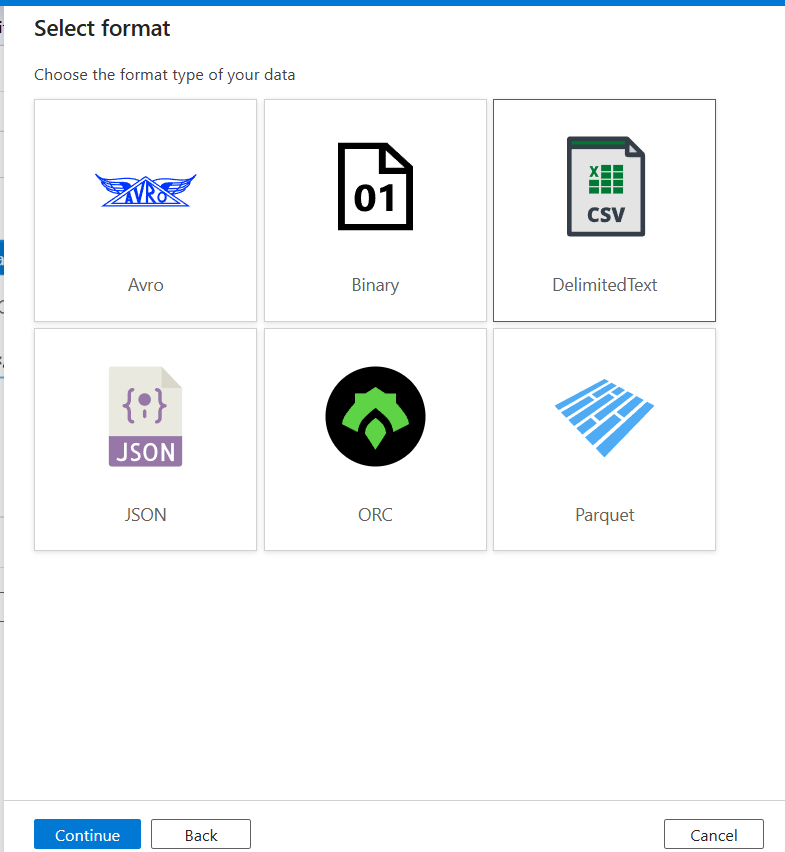 Select format
Choose the format type of your data
AVRO
01
X
CSV
Avro
Binary
DelimitedText
JSON
JSON
ORC
Parquet
Continue
Back
Cancel